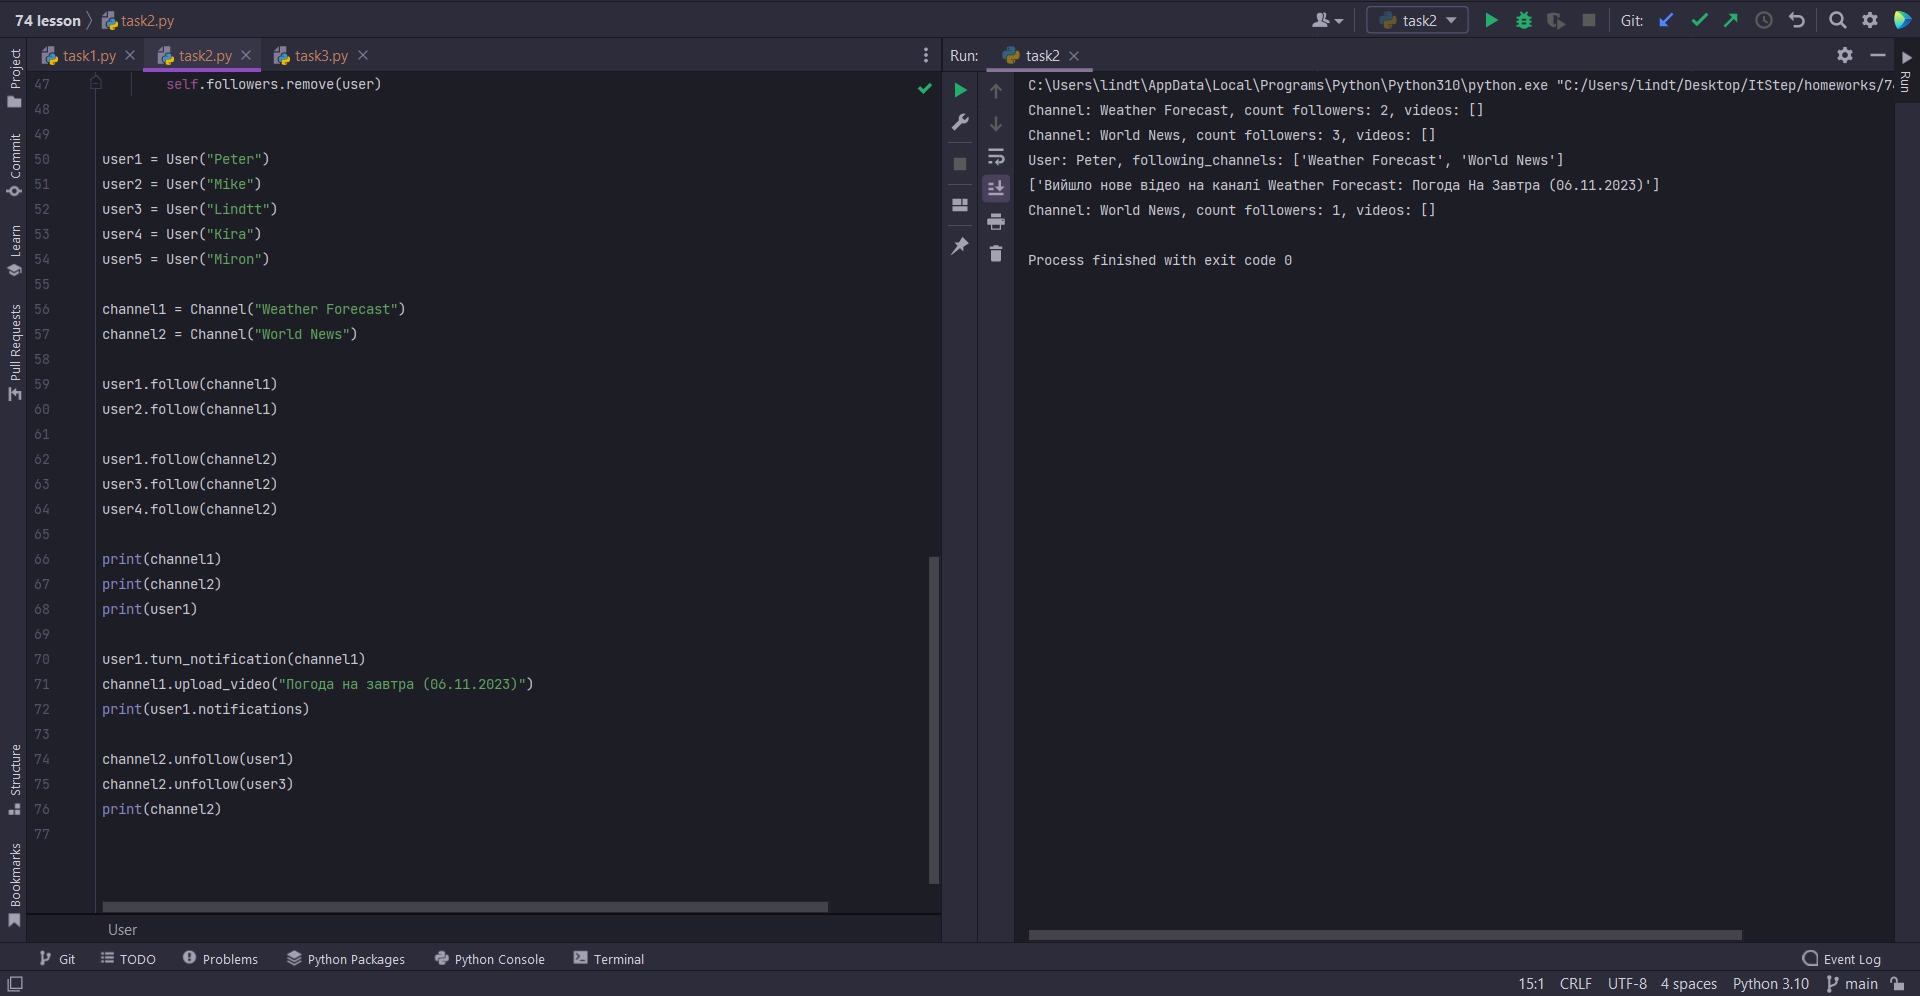 74 lesson
task2.py
task2
Git:
task1.py
task2.py
task3.py
Run:
task2
Project
Commit
Learn
Pull Requests
Structure
Bookmarks
Run
47 self.followers.remove(user)
48
49
50 user1 = User("Peter")
51 user2 = User("Mike")
52 user3 = User("Lindtt")
53 user4 = User("Kira")
54 user5 = User("Miron")
55
56 channel1 = Channel("Weather Forecast")
57 channel2 = Channel("World News")
58
59 user1.follow(channel1)
60 user2.follow(channel1)
61
62 user1.follow(channel2)
63 user3.follow(channel2)
64 user4.follow(channel2)
65
66 print(channel1)
67 print(channel2)
68 print(user1)
69
70 user1.turn_notification(channel1)
71 channel1.upload_video("Погода на завтра (06.11.2023)")
72 print(user1.notifications)
73
74 channel2.unfollow(user1)
75 channel2.unfollow(user3)
76 print(channel2)
77
User
C:\Users\lindt\AppData\Local\Programs\Python\Python310\python.exe "C:/Users/lindt/Desktop/ItStep/homeworks/7
Channel: Weather Forecast, count followers: 2, videos: []
Channel: World News, count followers: 3, videos: []
User: Peter, following_channels: ['Weather Forecast', 'World News']
['Вийшло нове відео на каналі Weather Forecast: Погода На Завтра (06.11.2023)']
Channel: World News, count followers: 1, videos: []
Process finished with exit code 0
Git
TODO
Problems
Python Packages
Python Console
Terminal
Event Log
15:1 CRLF UTF-8 4 spaces Python 3.10 main